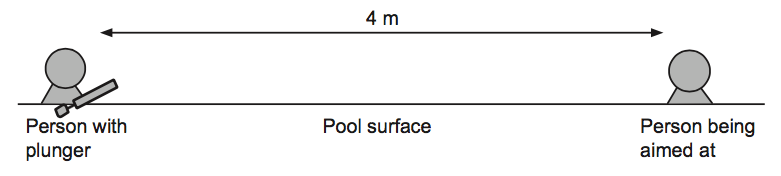 4 m
Person with
plunger
Pool surface
Person being
aimed at